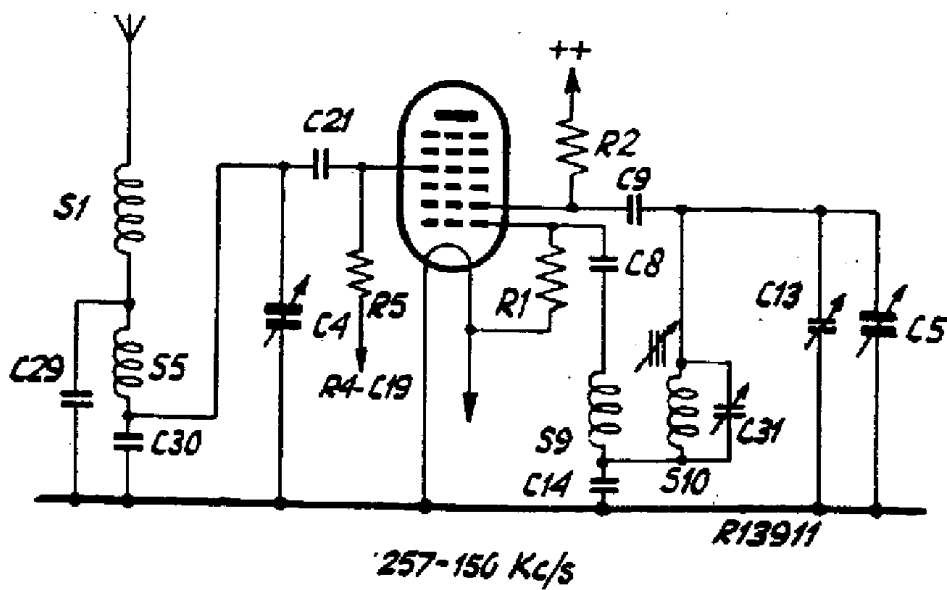 ++
C21
R2
C9
S1
C8
C4
R5
R1
C13
C5
C29
S5
R4-C19
C30
S9
C31
C14
S10
R13911
257-150 Kc/s